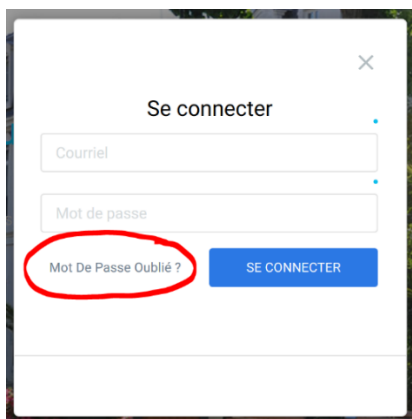 Se connecter
Courriel
Mot de passe
Mot De Passe Oublié ?
SE CONNECTER